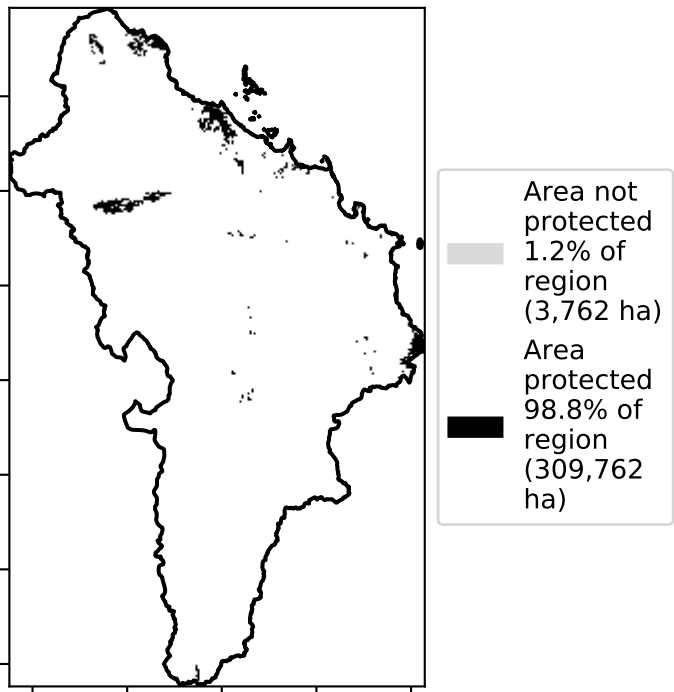 Area not
protected
1.2% of
region
(3,762 ha)
Area
protected
98.8% of
region
(309,762
ha)